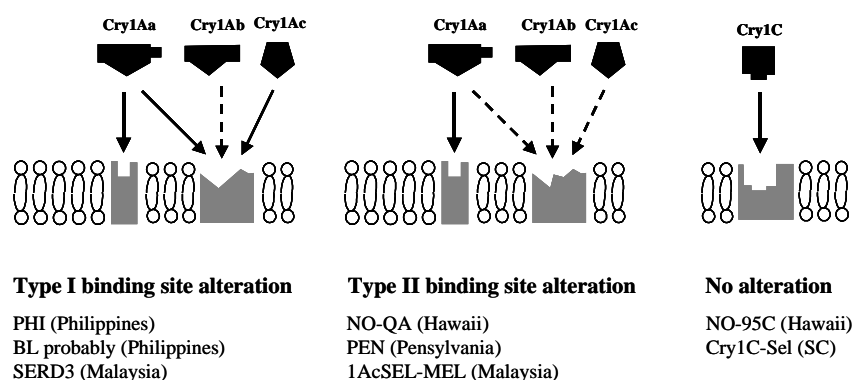 Cry1Aa Cry1Ab Cry1Ac
Cry1Aa Cry1Ab Cry1Ac
Cry1C
Type I binding site alteration
PHI (Philippines)
BL probably (Philippines)
SERD3 (Malaysia)
Type II binding site alteration
NO-QA (Hawaii)
PEN (Pensylvania)
1AcSEL-MEL (Malaysia)
No alteration
NO-95C (Hawaii)
Cry1C-Sel (SC)